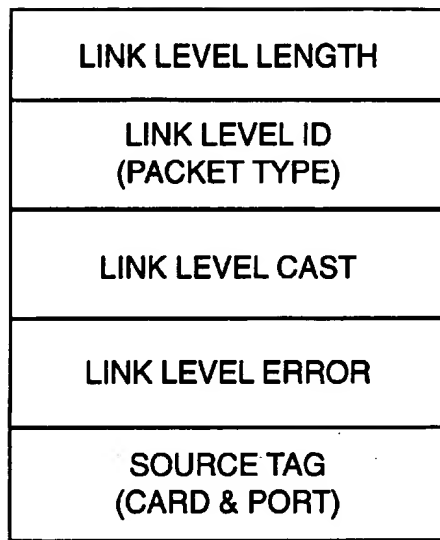 LINK LEVEL LENGTH
LINK LEVEL ID
(PACKET TYPE)
LINK LEVEL CAST
LINK LEVEL ERROR
SOURCE TAG
(CARD & PORT)